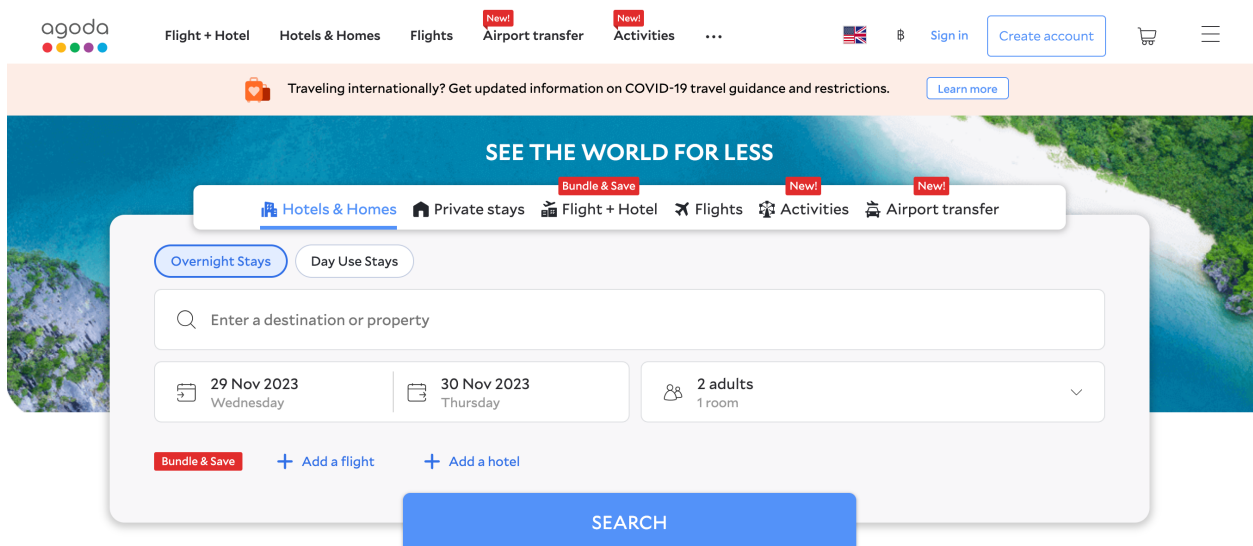 agoda
Flight + Hotel
Hotels & Homes
Flights
New!
Airport transfer
New!
Activities
฿
Sign in
Create account
Traveling internationally? Get updated information on COVID-19 travel guidance and restrictions.
Learn more
SEE THE WORLD FOR LESS
Hotels & Homes
Private stays
Bundle & Save
Flight + Hotel
Flights
New!
Activities
New!
Airport transfer
Overnight Stays
Day Use Stays
Enter a destination or property
29 Nov 2023
Wednesday
30 Nov 2023
Thursday
2 adults
1 room
Bundle & Save
Add a flight
Add a hotel
SEARCH